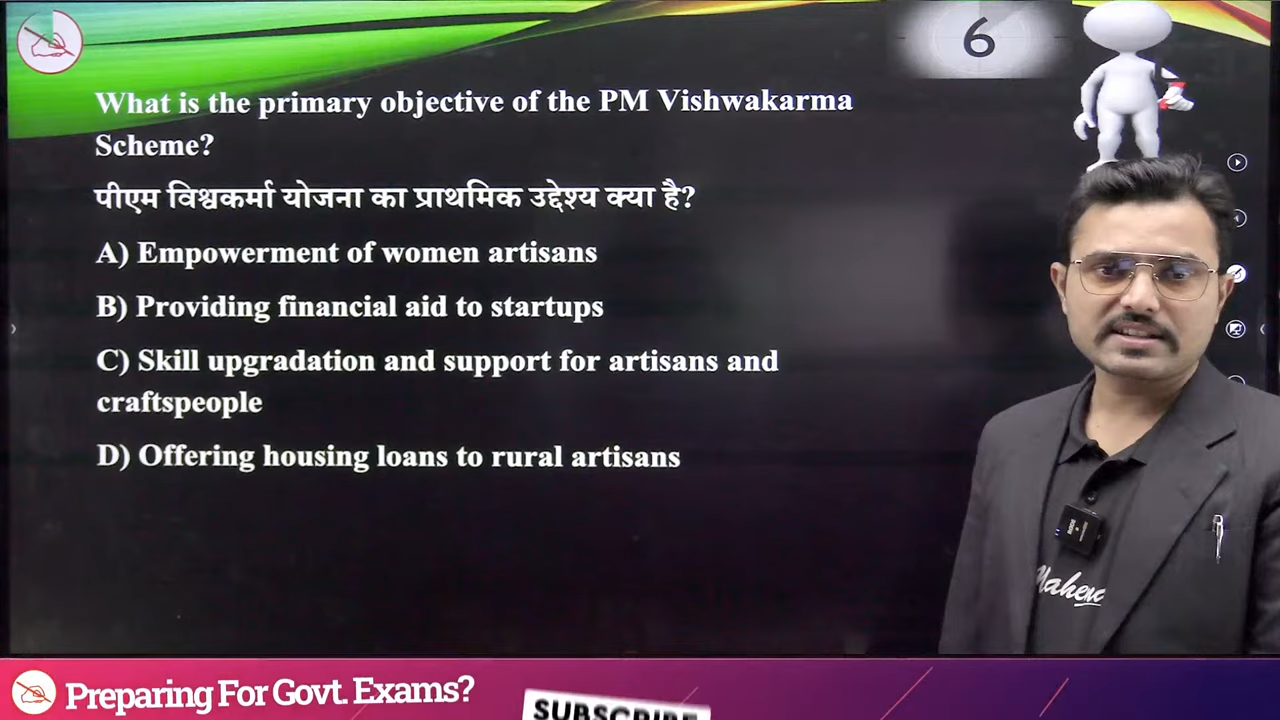 6
What is the primary objective of the PM Vishwakarma
Scheme?
पीएम विश्वकर्मा योजना का प्राथमिक उद्देश्य क्या है?
A) Empowerment of women artisans
B) Providing financial aid to startups
C) Skill upgradation and support for artisans and
craftspeople
D) Offering housing loans to rural artisans
Preparing For Govt. Exams?
SUBSCRIBE